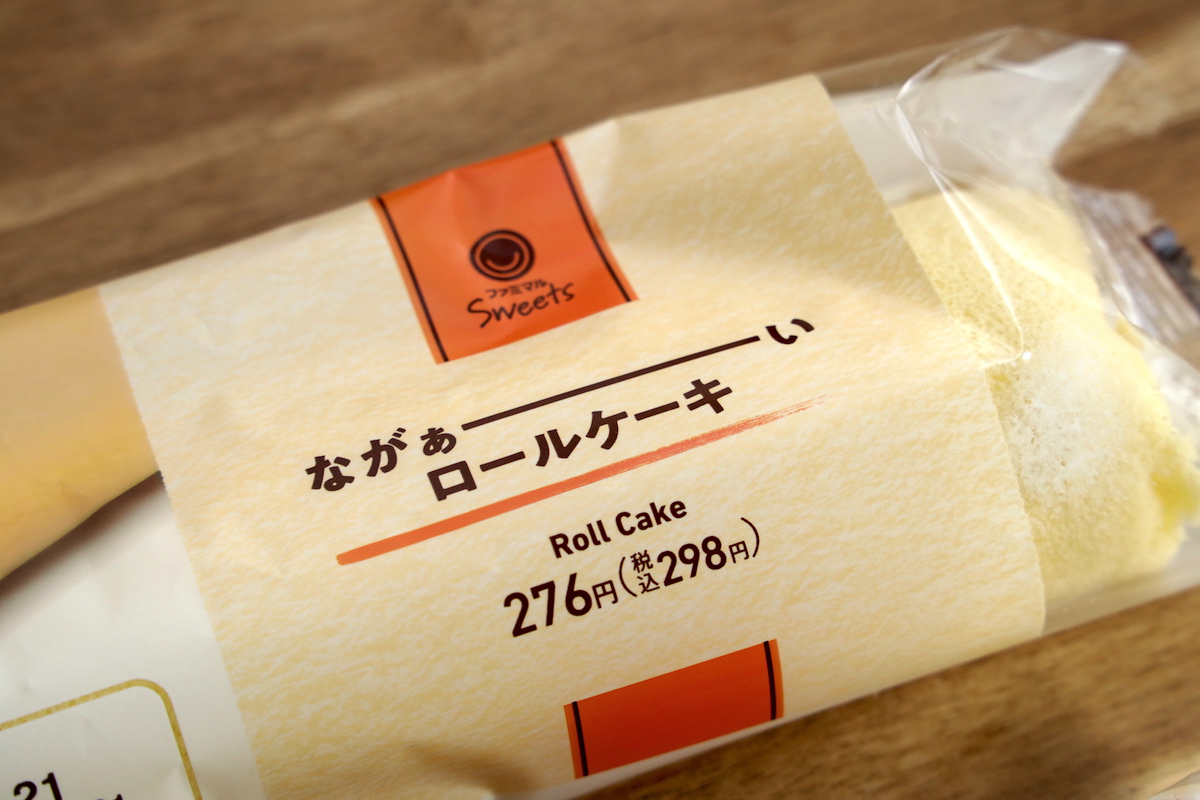 ファミマル
Sweets
ながぁーーーい
ロールケーキ
Roll Cake
276円(税込298円)
21